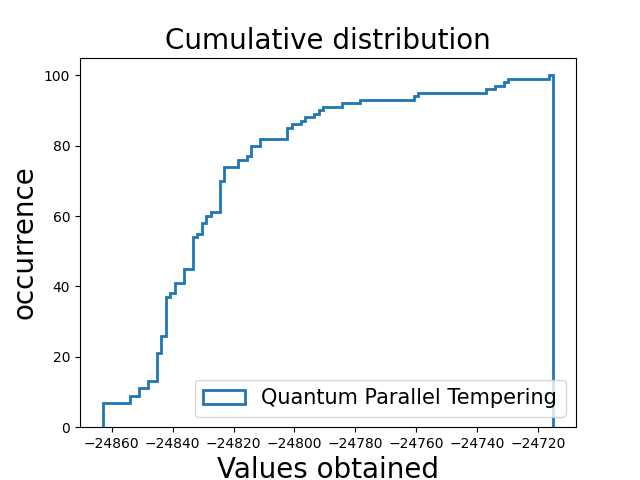 Cumulative distribution
100
80
60
40
20
0
occurrence
Quantum Parallel Tempering
−24860 −24840 −24820 −24800 −24780 −24760 −24740 −24720
Values obtained